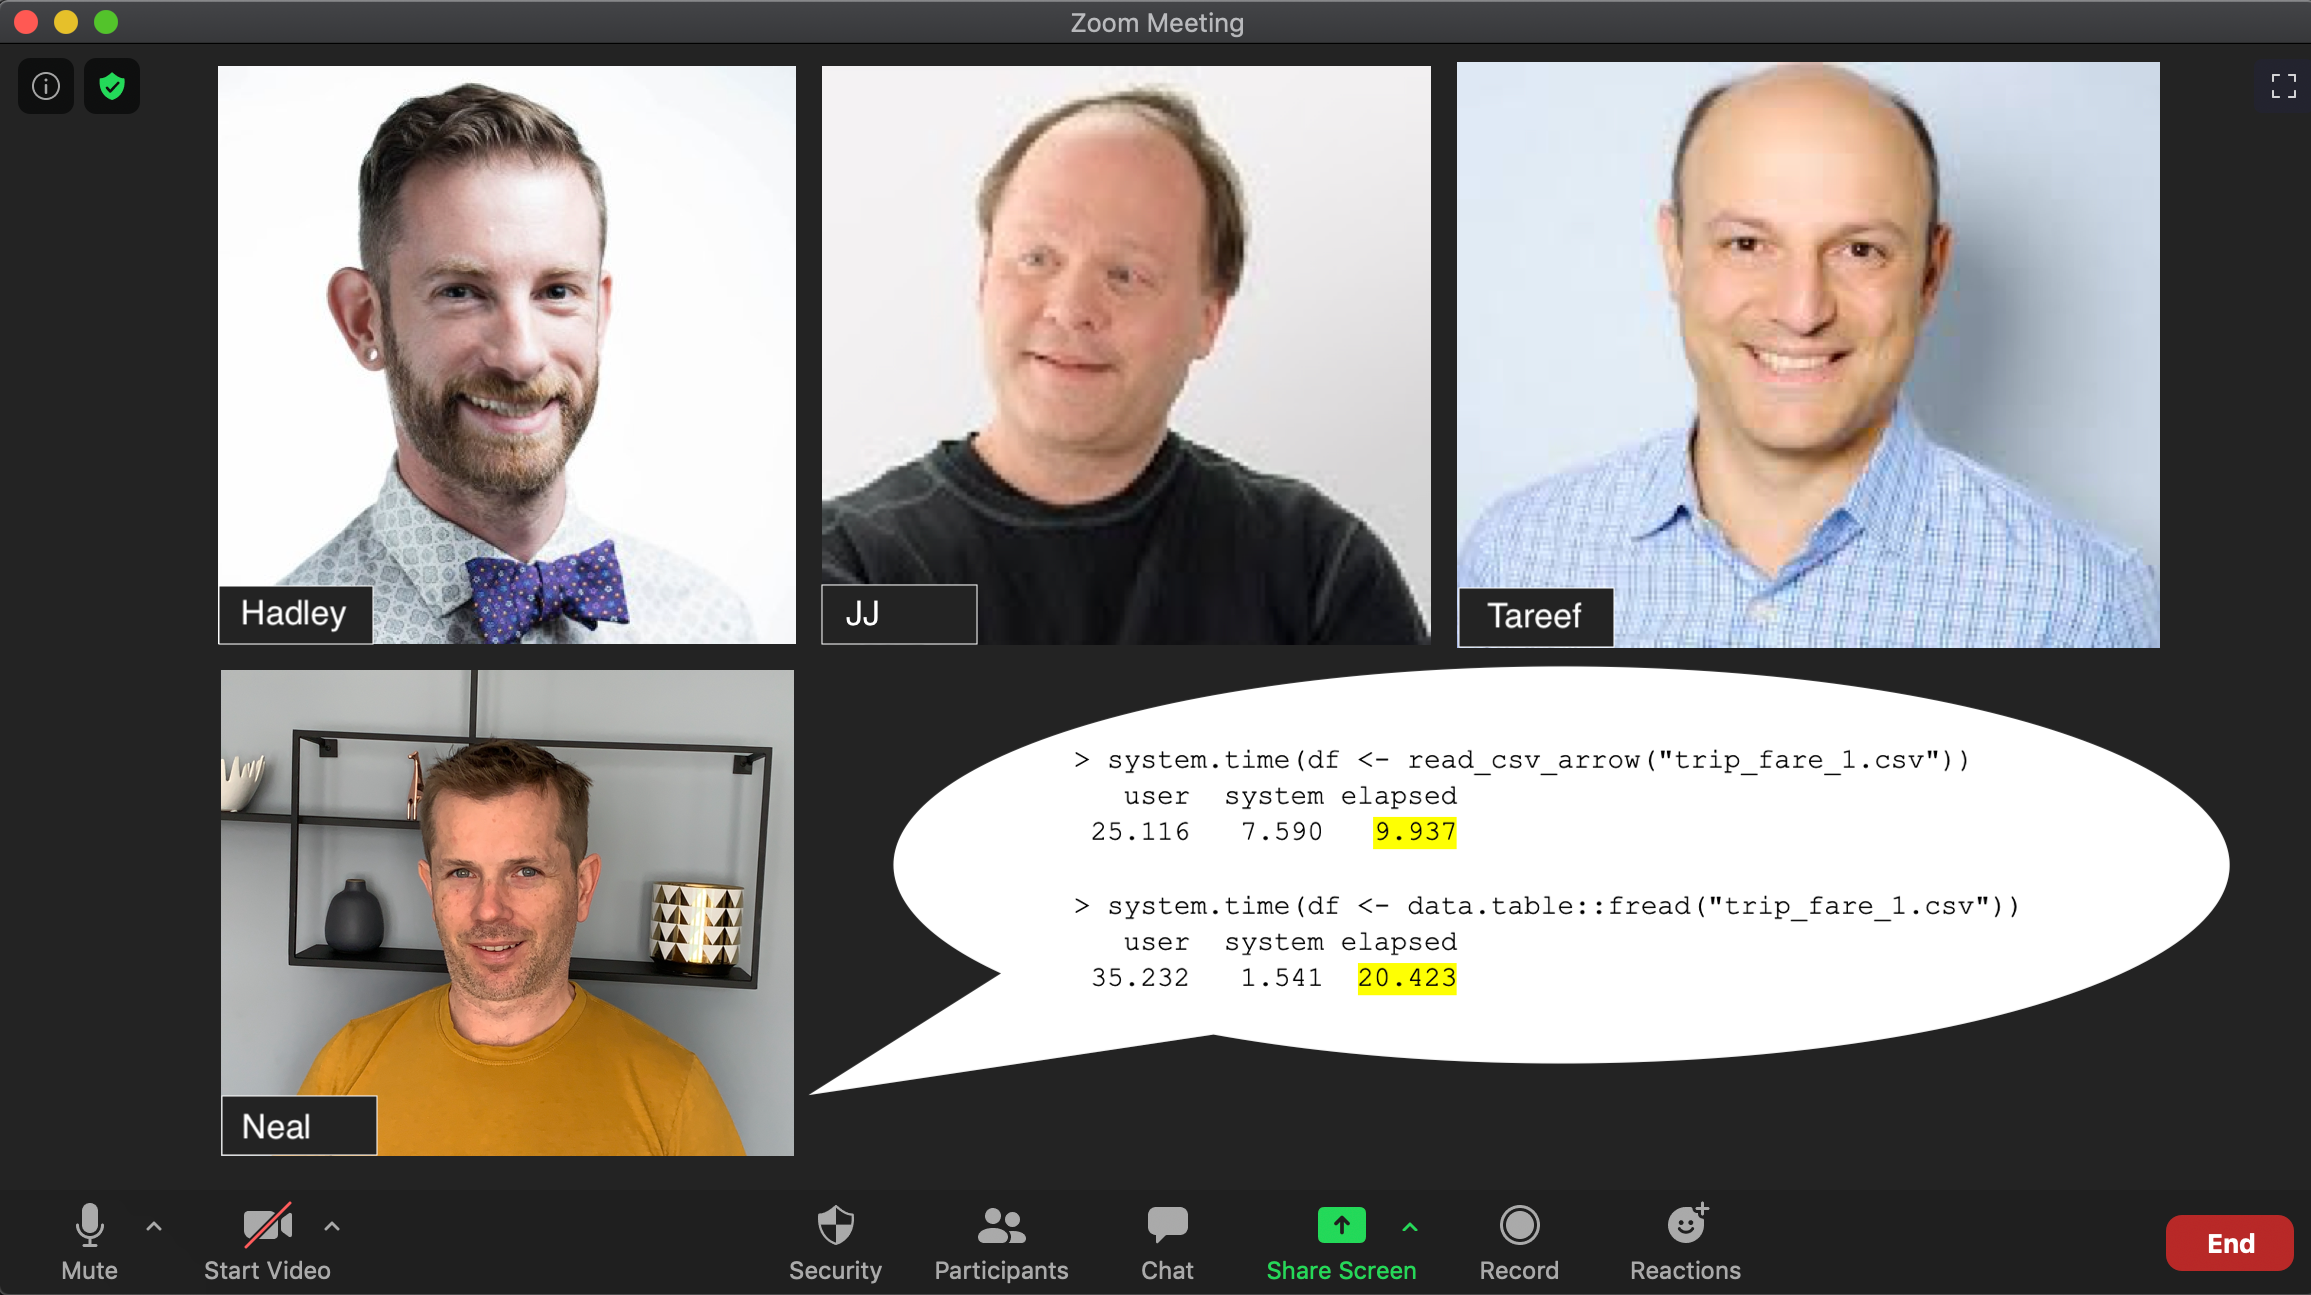 Zoom Meeting
Hadley
JJ
Tareef
Neal
> system.time(df <- read_csv_arrow("trip_fare_1.csv"))
user system elapsed
25.116 7.590 9.937
> system.time(df <- data.table::fread("trip_fare_1.csv"))
user system elapsed
35.232 1.541 20.423
Mute
Start Video
Security
Participants
Chat
Share Screen
Record
Reactions
End